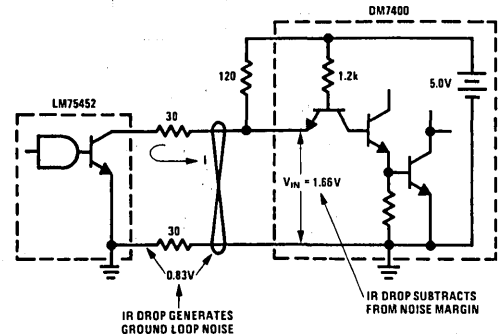 DM7400
120
1.2k
5.0V
LM75452
30
I
VIN = 1.66V
30
0.83V
IR DROP GENERATES
GROUND LOOP NOISE
IR DROP SUBTRACTS
FROM NOISE MARGIN